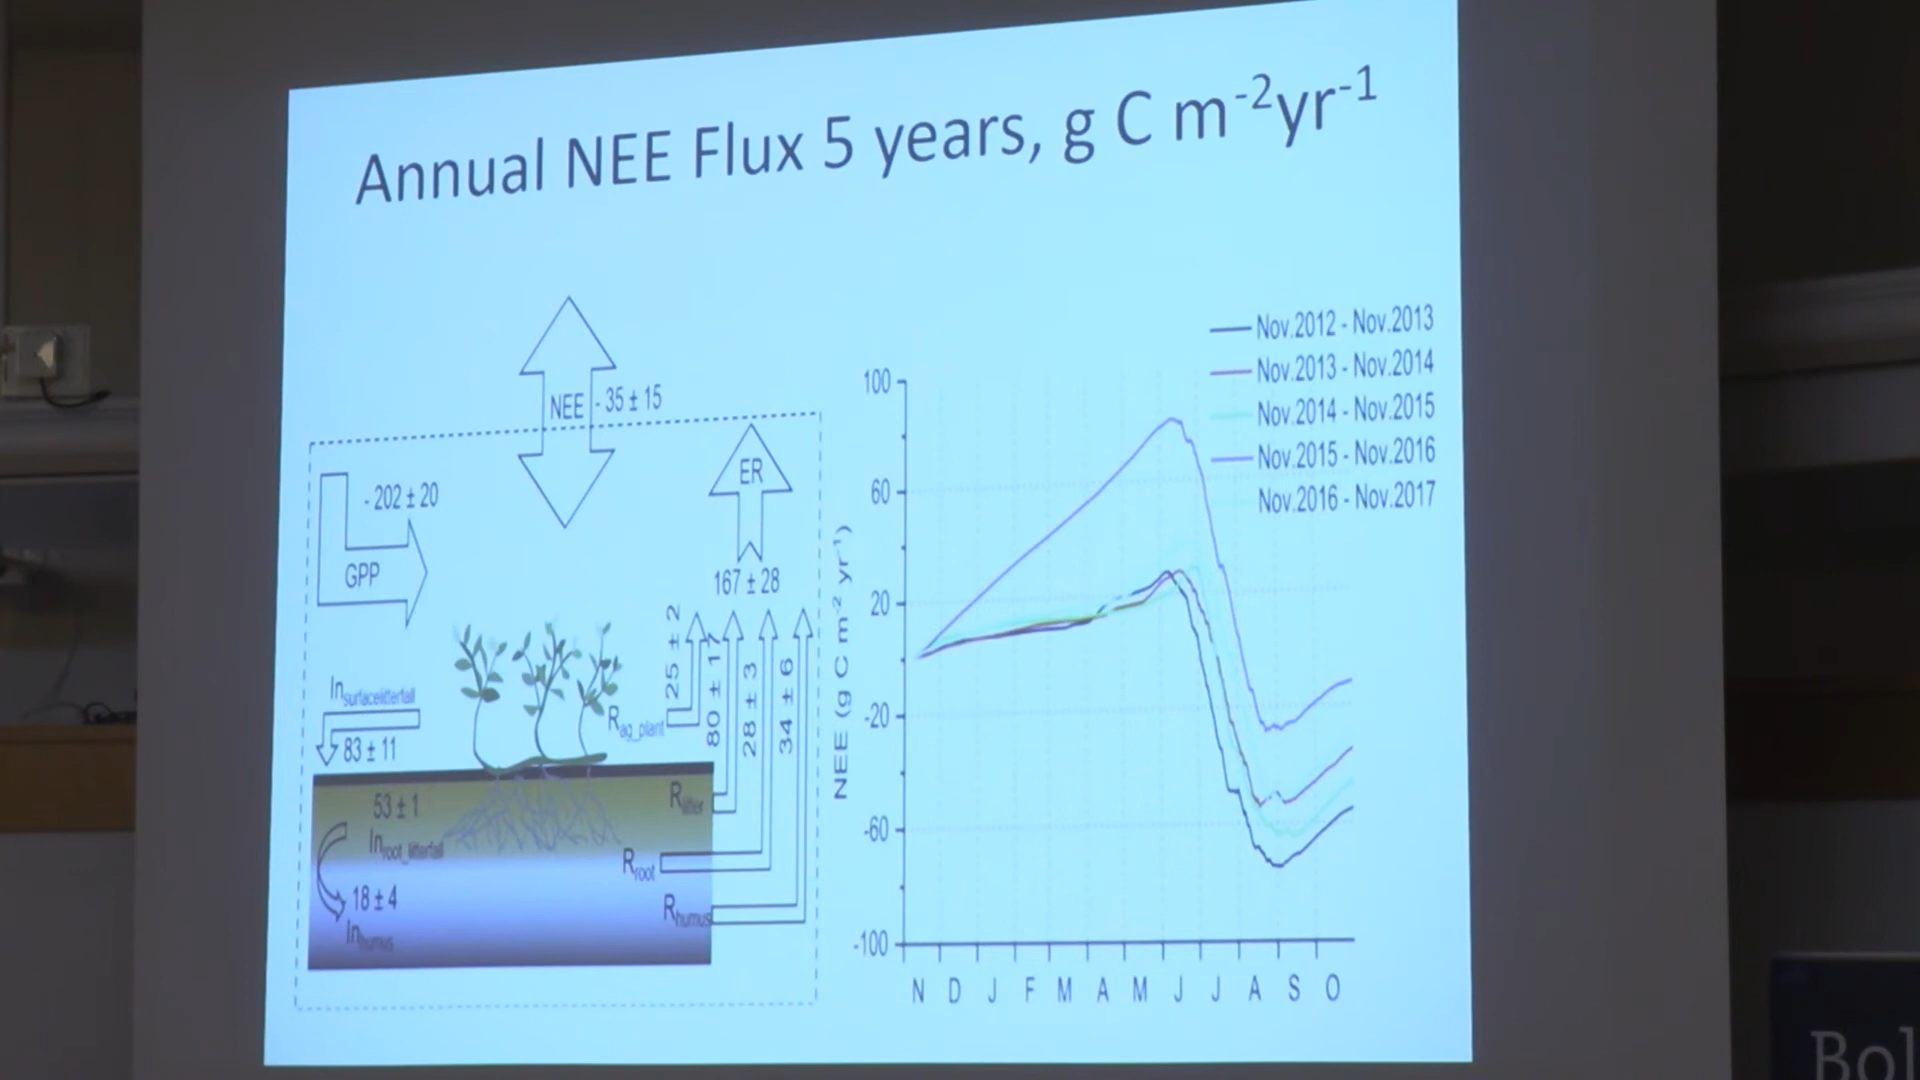 Annual NEE Flux 5 years, g C m-2yr-1
NEE
- 35 ± 15
- 202 ± 20
GPP
ER
167 ± 28
25 ± 2
80 ± 17
28 ± 3
34 ± 6
Insurfacelitterfall
83 ± 11
Rag_plant
53 ± 1
Inroot_litterfall
18 ± 4
Inhumus
Rlitter
Rroot
Rhumus
Nov.2012 - Nov.2013
Nov.2013 - Nov.2014
Nov.2014 - Nov.2015
Nov.2015 - Nov.2016
Nov.2016 - Nov.2017
NEE (g C m-2 yr-1)
100
60
20
-20
-60
-100
N D J F M A M J J A S O
Bol